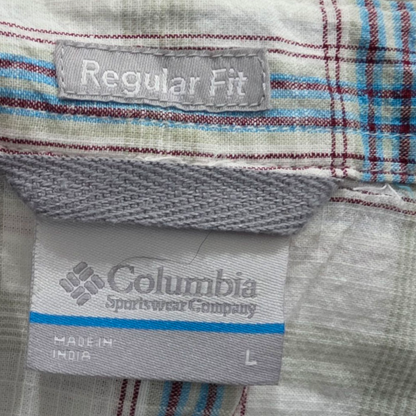 Regular Fit
Columbia
Sportswear Company
MADE IN
INDIA
L